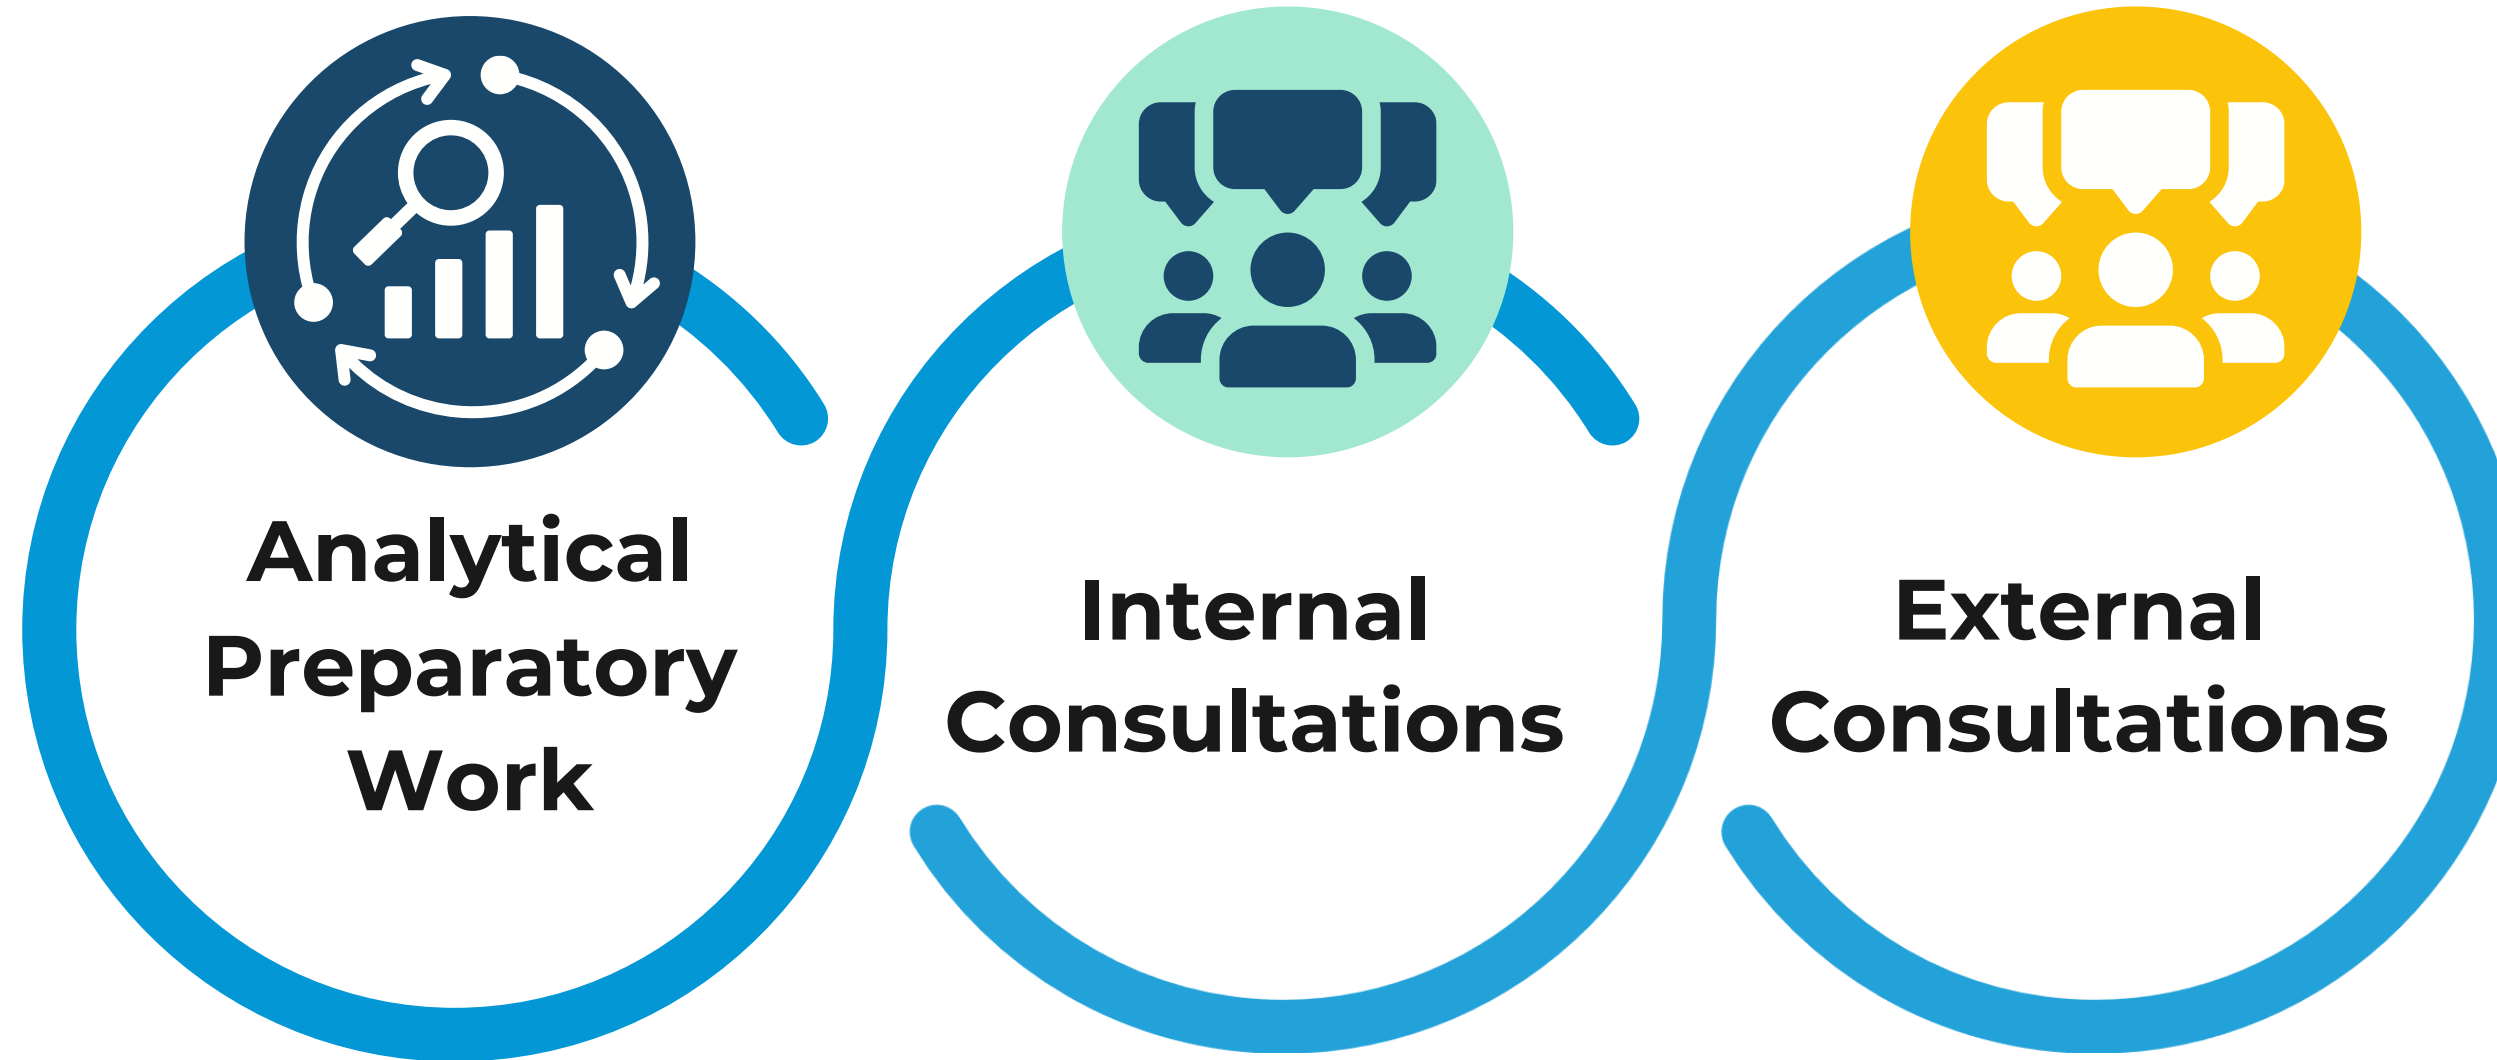 Analytical
Preparatory
Work
Internal
Consultations
External
Consultations